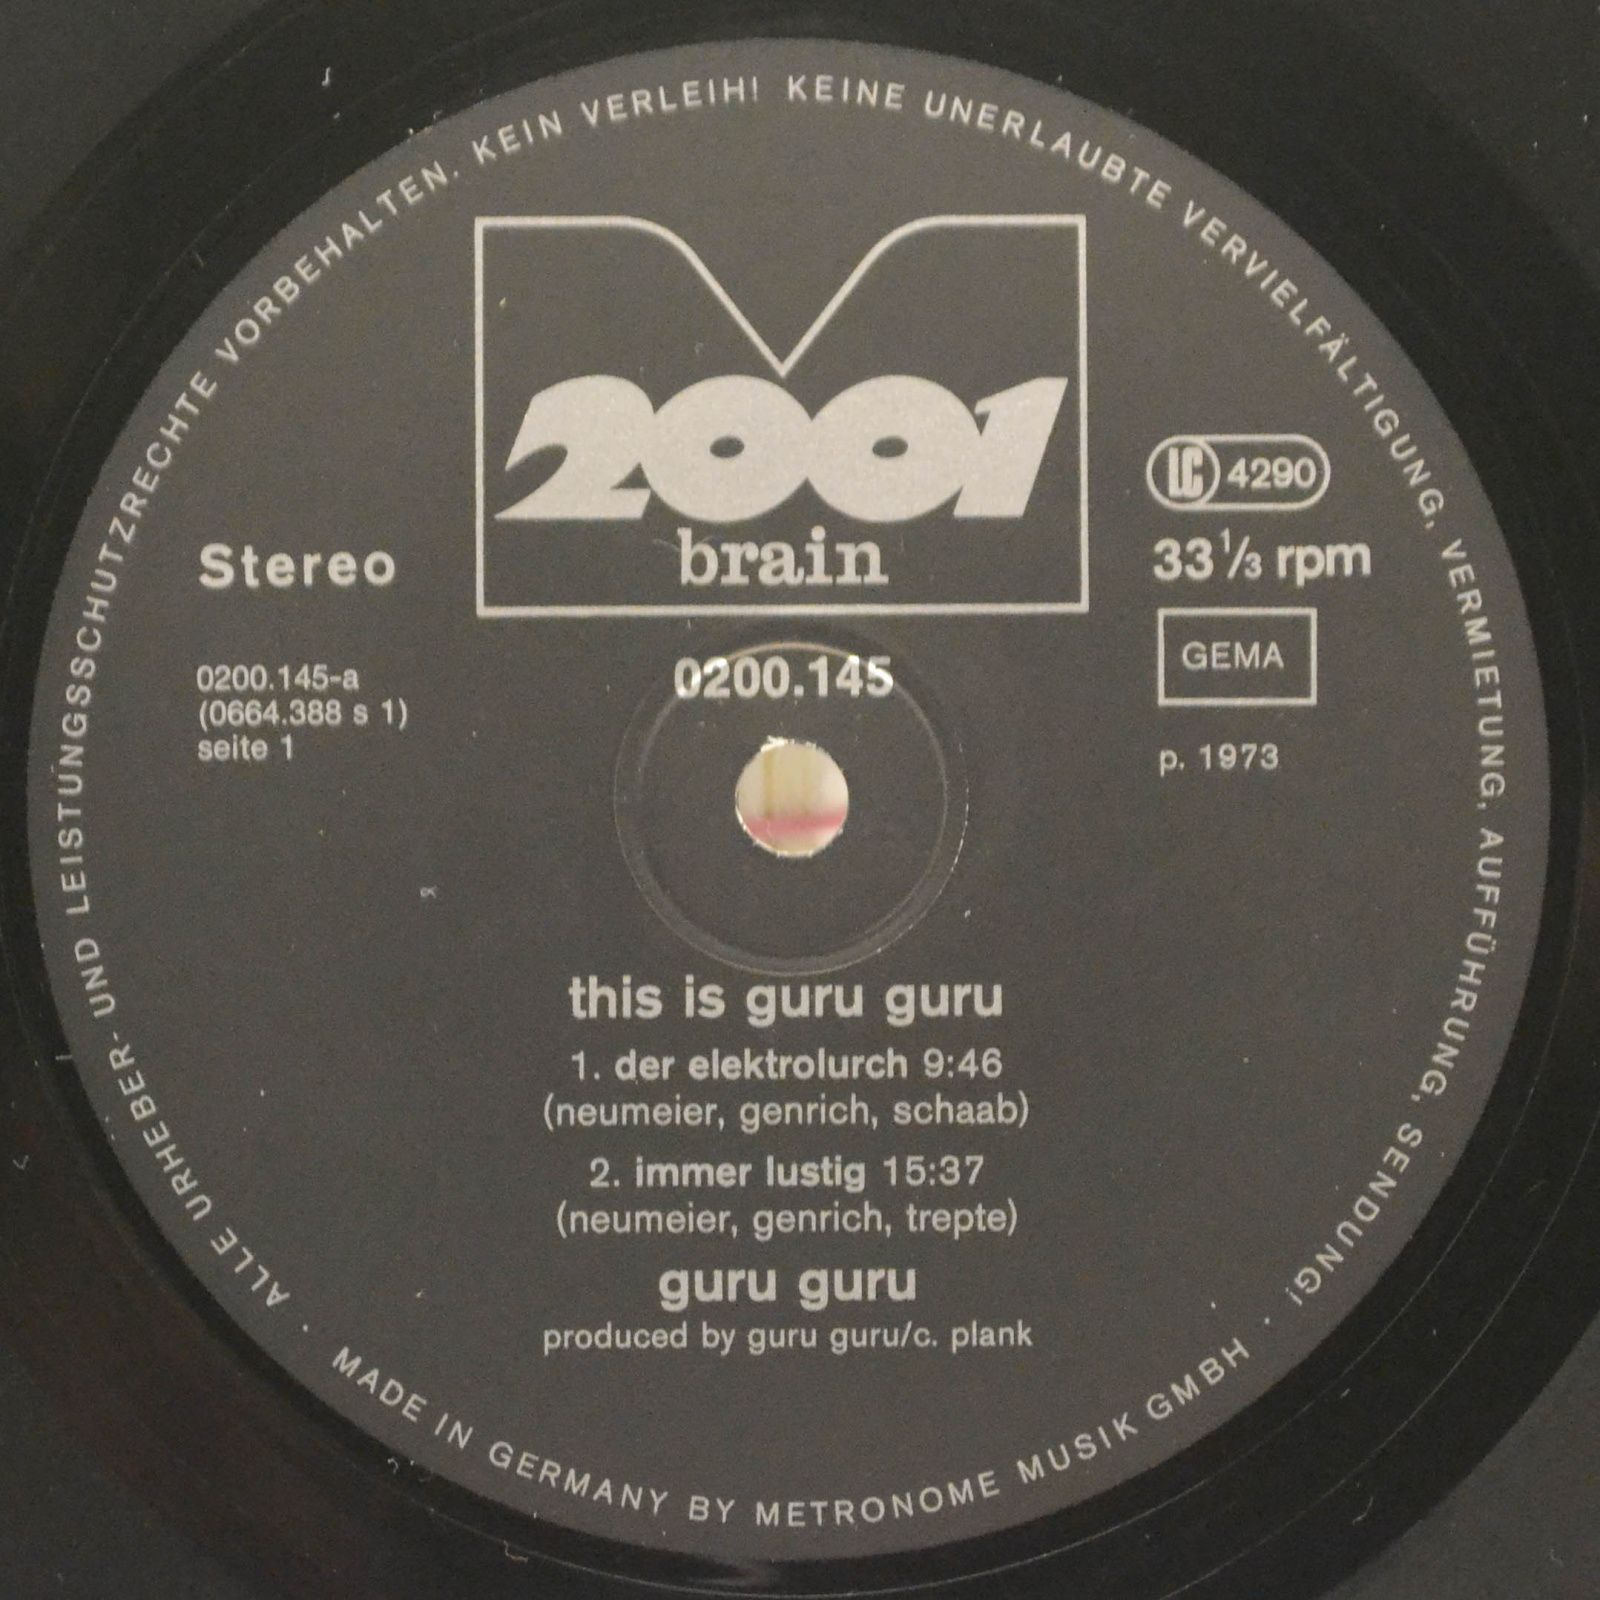 ALLE URHEBER- UND LEISTUNGSSCHUTZRECHTE VORBEHALTEN. KEIN VERLEIH! KEINE UNERLAUBTE VERVIELFÄLTIGUNG, VERMIETUNG, AUFFÜHRUNG, SENDUNG!
2001
brain
LC 4290
Stereo
33 1/3 rpm
GEMA
0200.145-a
(0664.388 s 1)
seite 1
0200.145
p. 1973
this is guru guru
1. der elektrolurch 9:46
(neumeier, genrich, schaab)
2. immer lustig 15:37
(neumeier, genrich, trepte)
guru guru
produced by guru guru/c. plank
· MADE IN GERMANY BY METRONOME MUSIK GMBH ·